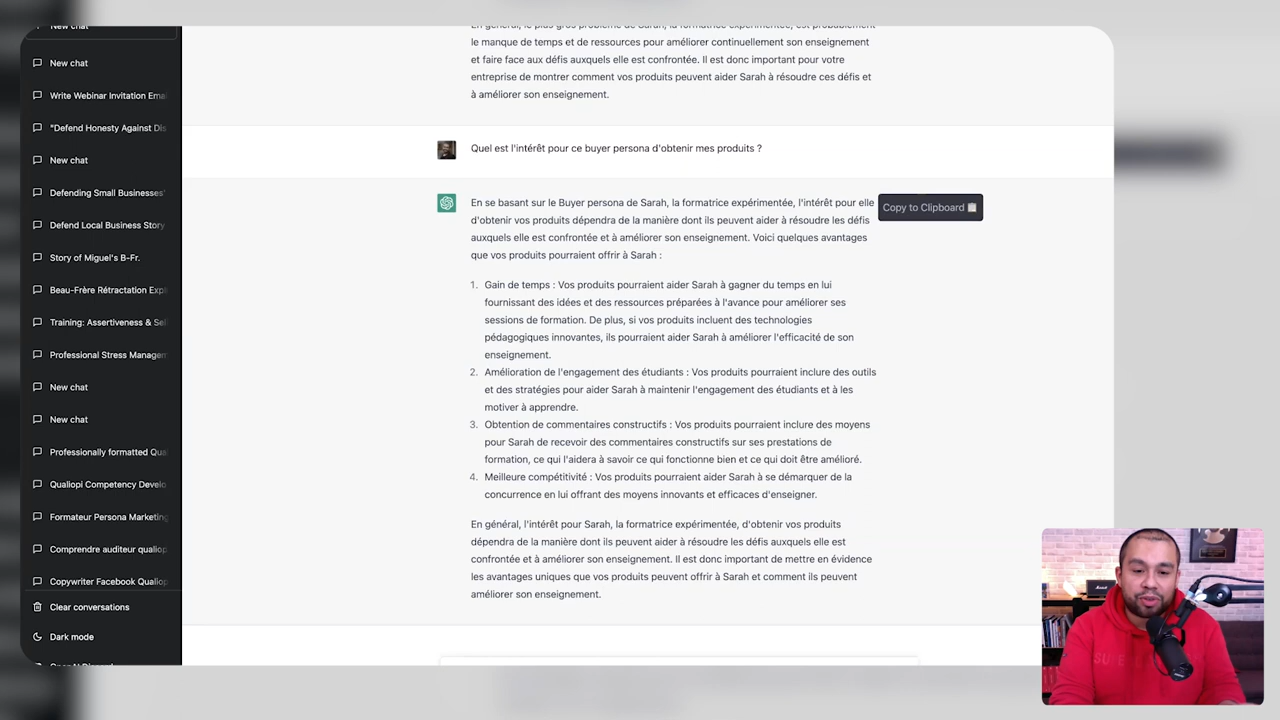 New chat
New chat
Write Webinar Invitation Ema
"Defend Honesty Against Dis
New chat
Defending Small Businesses'
Defend Local Business Story
Story of Miguel's B-Fr.
Beau-Frère Rétractation Expl
Training: Assertiveness & Sel
Professional Stress Managem
New chat
New chat
Professionally formatted Qua
Qualiopi Competency Develo
Formateur Persona Marketing
Comprendre auditeur qualiop
Copywriter Facebook Qualiop
Clear conversations
Dark mode
En général, le plus gros problème de Sarah, la formatrice expérimentée, est probablement
le manque de temps et de ressources pour améliorer continuellement son enseignement
et faire face aux défis auxquels elle est confrontée. Il est donc important pour votre
entreprise de montrer comment vos produits peuvent aider Sarah à résoudre ces défis et
à améliorer son enseignement.
Quel est l'intérêt pour ce buyer persona d'obtenir mes produits ?
En se basant sur le Buyer persona de Sarah, la formatrice expérimentée, l'intérêt pour elle
d'obtenir vos produits dépendra de la manière dont ils peuvent aider à résoudre les défis
auxquels elle est confrontée et à améliorer son enseignement. Voici quelques avantages
que vos produits pourraient offrir à Sarah :
Copy to Clipboard
1. Gain de temps : Vos produits pourraient aider Sarah à gagner du temps en lui
fournissant des idées et des ressources préparées à l'avance pour améliorer ses
sessions de formation. De plus, si vos produits incluent des technologies
pédagogiques innovantes, ils pourraient aider Sarah à améliorer l'efficacité de son
enseignement.
2. Amélioration de l'engagement des étudiants : Vos produits pourraient inclure des outils
et des stratégies pour aider Sarah à maintenir l'engagement des étudiants et à les
motiver à apprendre.
3. Obtention de commentaires constructifs : Vos produits pourraient inclure des moyens
pour Sarah de recevoir des commentaires constructifs sur ses prestations de
formation, ce qui l'aidera à savoir ce qui fonctionne bien et ce qui doit être amélioré.
4. Meilleure compétitivité : Vos produits pourraient aider Sarah à se démarquer de la
concurrence en lui offrant des moyens innovants et efficaces d'enseigner.
En général, l'intérêt pour Sarah, la formatrice expérimentée, d'obtenir vos produits
dépendra de la manière dont ils peuvent aider à résoudre les défis auxquels elle est
confrontée et à améliorer son enseignement. Il est donc important de mettre en évidence
les avantages uniques que vos produits peuvent offrir à Sarah et comment ils peuvent
améliorer son enseignement.
Marshall